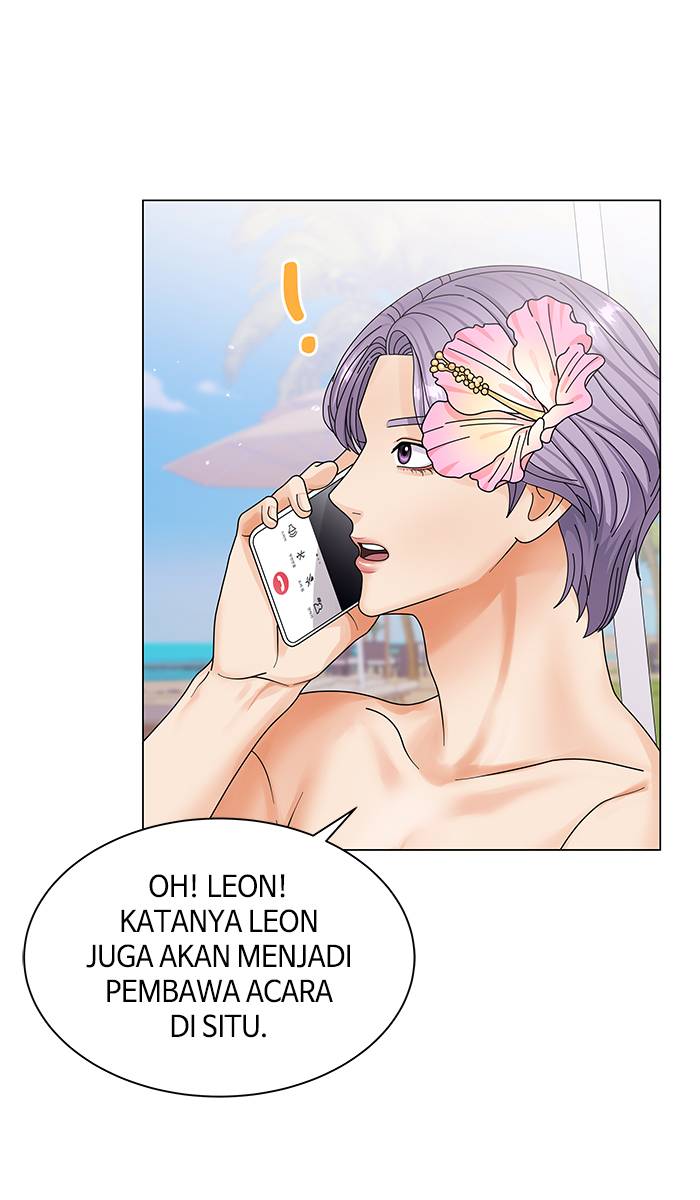 OH! LEON!
KATANYA LEON
JUGA AKAN MENJADI
PEMBAWA ACARA
DI SITU.